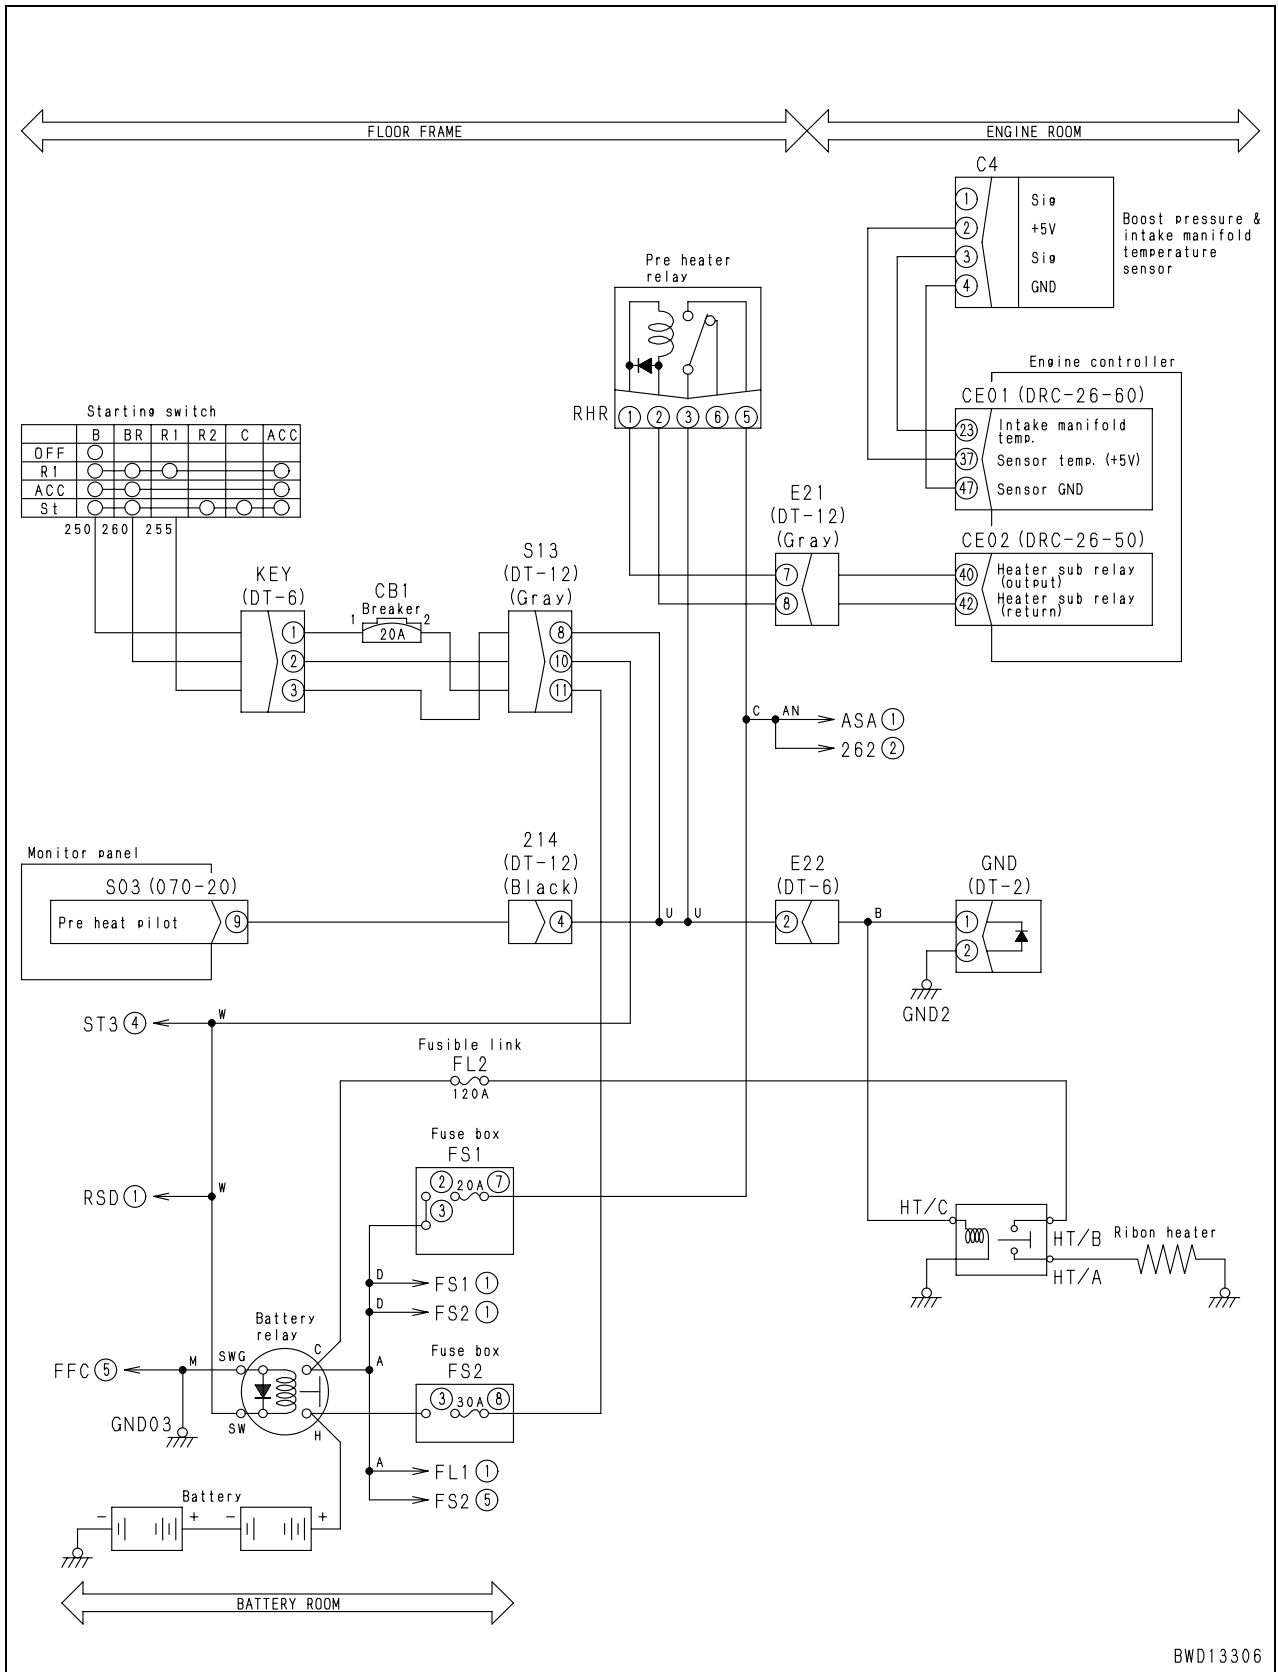 FLOOR FRAME
ENGINE ROOM
C4
1 Sig
2 +5V
3 Sig
4 GND
Boost pressure &
intake manifold
temperature
sensor
Pre heater
relay
RHR 1 2 3 6 5
Engine controller
CE01 (DRC-26-60)
23 Intake manifold
temp.
37 Sensor temp. (+5V)
47 Sensor GND
CE02 (DRC-26-50)
40 Heater sub relay
(output)
42 Heater sub relay
(return)
E21
(DT-12)
(Gray)
7
8
Starting switch
B BR R1 R2 C ACC
OFF
R1
ACC
St
250 260 255
KEY
(DT-6)
1
2
3
CB1
Breaker
1 2
20A
S13
(DT-12)
(Gray)
8
10
11
C AN
ASA 1
262 2
Monitor panel
S03 (070-20)
Pre heat pilot 9
214
(DT-12)
(Black)
4
U U
E22
(DT-6)
2
B
GND
(DT-2)
1
2
GND2
ST3 4
W
Fusible link
FL2
120A
Fuse box
FS1
2 20A 7
3
RSD 1
W
HT/C
HT/B
HT/A
Ribon heater
D
FS1 1
D
FS2 1
Battery
relay
C
A
SWG
M
FFC 5
GND03
SW
H
Fuse box
FS2
3 30A 8
A
FL1 1
FS2 5
Battery
- + - +
BATTERY ROOM
BWD13306